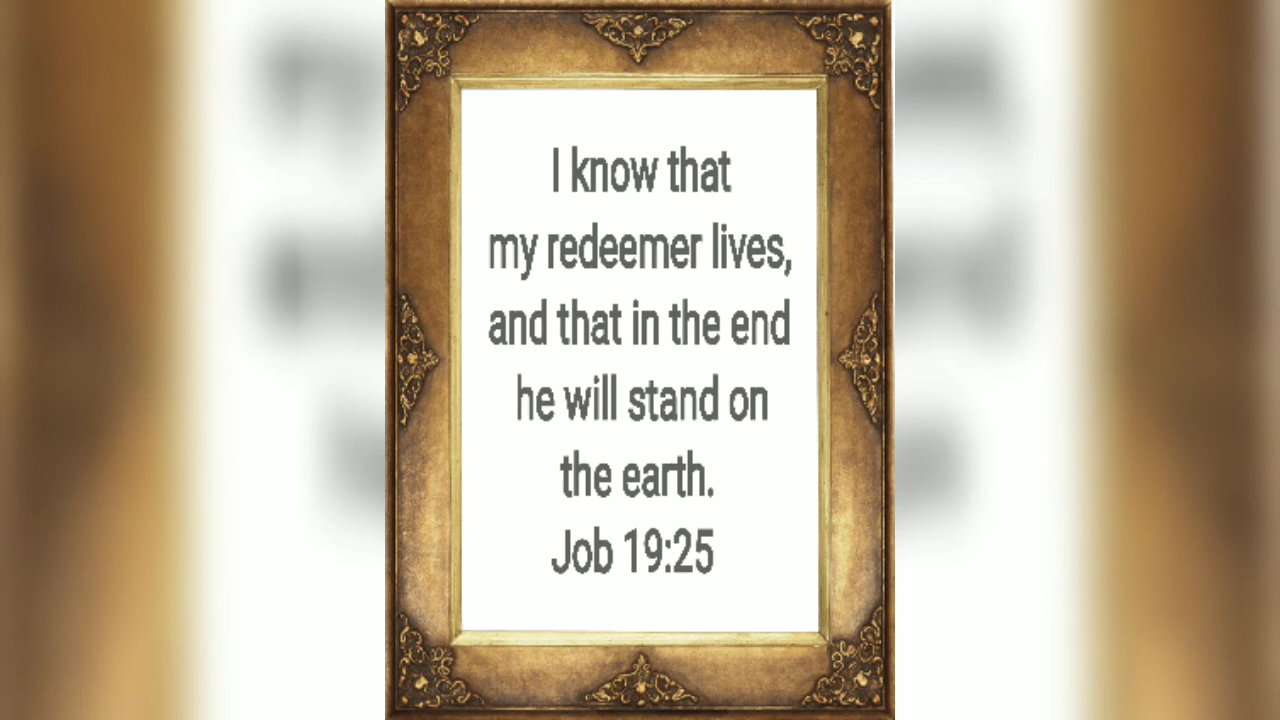 I know that
my redeemer lives,
and that in the end
he will stand on
the earth.
Job 19:25